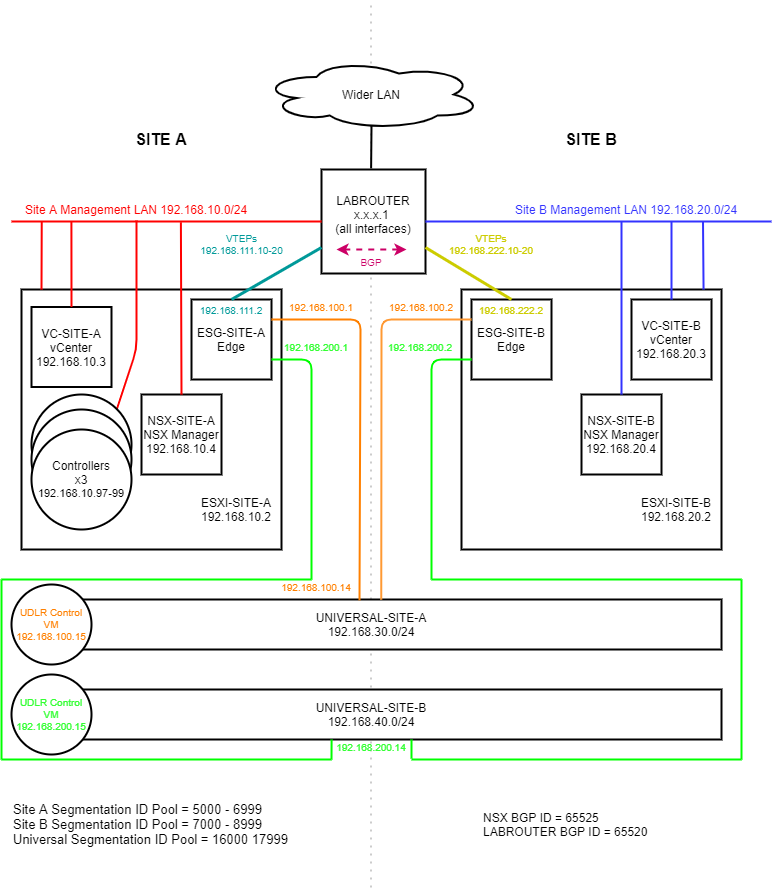 Wider LAN
SITE A
SITE B
LABROUTER
x.x.x.1
(all interfaces)
BGP
Site A Management LAN 192.168.10.0/24
Site B Management LAN 192.168.20.0/24
VTEPs
192.168.111.10-20
VTEPs
192.168.222.10-20
192.168.111.2
ESG-SITE-A
Edge
192.168.100.1
192.168.200.1
192.168.100.2
192.168.200.2
192.168.222.2
ESG-SITE-B
Edge
VC-SITE-A
vCenter
192.168.10.3
VC-SITE-B
vCenter
192.168.20.3
NSX-SITE-A
NSX Manager
192.168.10.4
NSX-SITE-B
NSX Manager
192.168.20.4
Controllers
x3
192.168.10.97-99
ESXI-SITE-A
192.168.10.2
ESXI-SITE-B
192.168.20.2
192.168.100.14
UDLR Control
VM
192.168.100.15
UNIVERSAL-SITE-A
192.168.30.0/24
UDLR Control
VM
192.168.200.15
UNIVERSAL-SITE-B
192.168.40.0/24
192.168.200.14
Site A Segmentation ID Pool = 5000 - 6999
Site B Segmentation ID Pool = 7000 - 8999
Universal Segmentation ID Pool = 16000 17999
NSX BGP ID = 65525
LABROUTER BGP ID = 65520